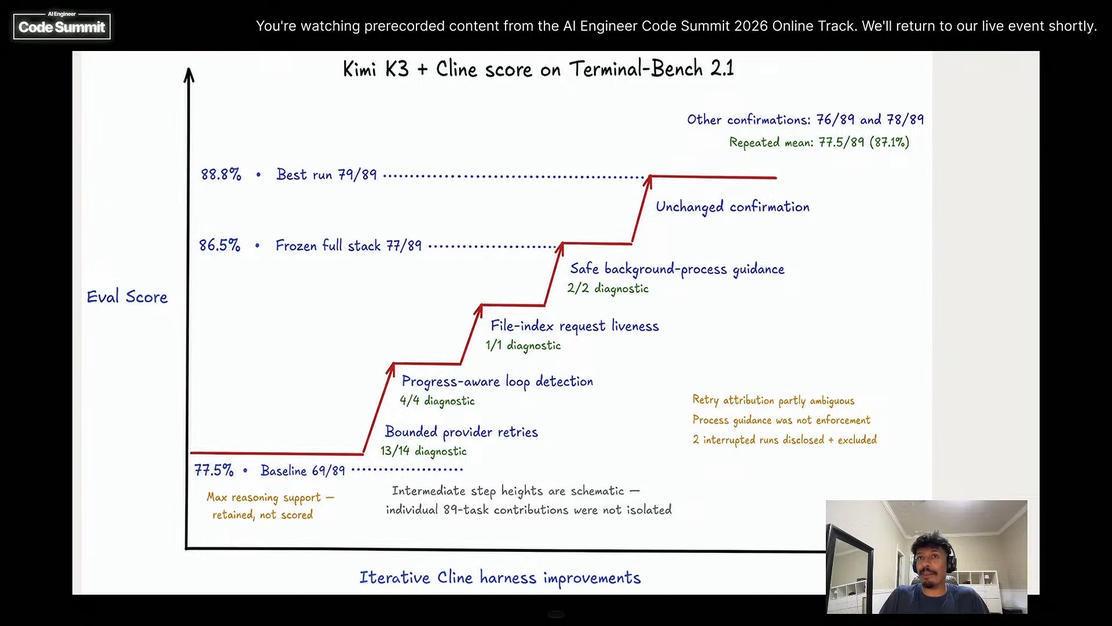 AI Engineer
Code Summit
You're watching prerecorded content from the AI Engineer Code Summit 2026 Online Track. We'll return to our live event shortly.
Kimi K3 + Cline score on Terminal-Bench 2.1
Other confirmations: 76/89 and 78/89
Repeated mean: 77.5/89 (87.1%)
88.8% • Best run 79/89
Unchanged confirmation
86.5% • Frozen full stack 77/89
Safe background-process guidance
2/2 diagnostic
Eval Score
File-index request liveness
1/1 diagnostic
Progress-aware loop detection
4/4 diagnostic
Retry attribution partly ambiguous
Process guidance was not enforcement
2 interrupted runs disclosed + excluded
Bounded provider retries
13/14 diagnostic
77.5% • Baseline 69/89
Max reasoning support —
retained, not scored
Intermediate step heights are schematic —
individual 89-task contributions were not isolated
Iterative Cline harness improvements